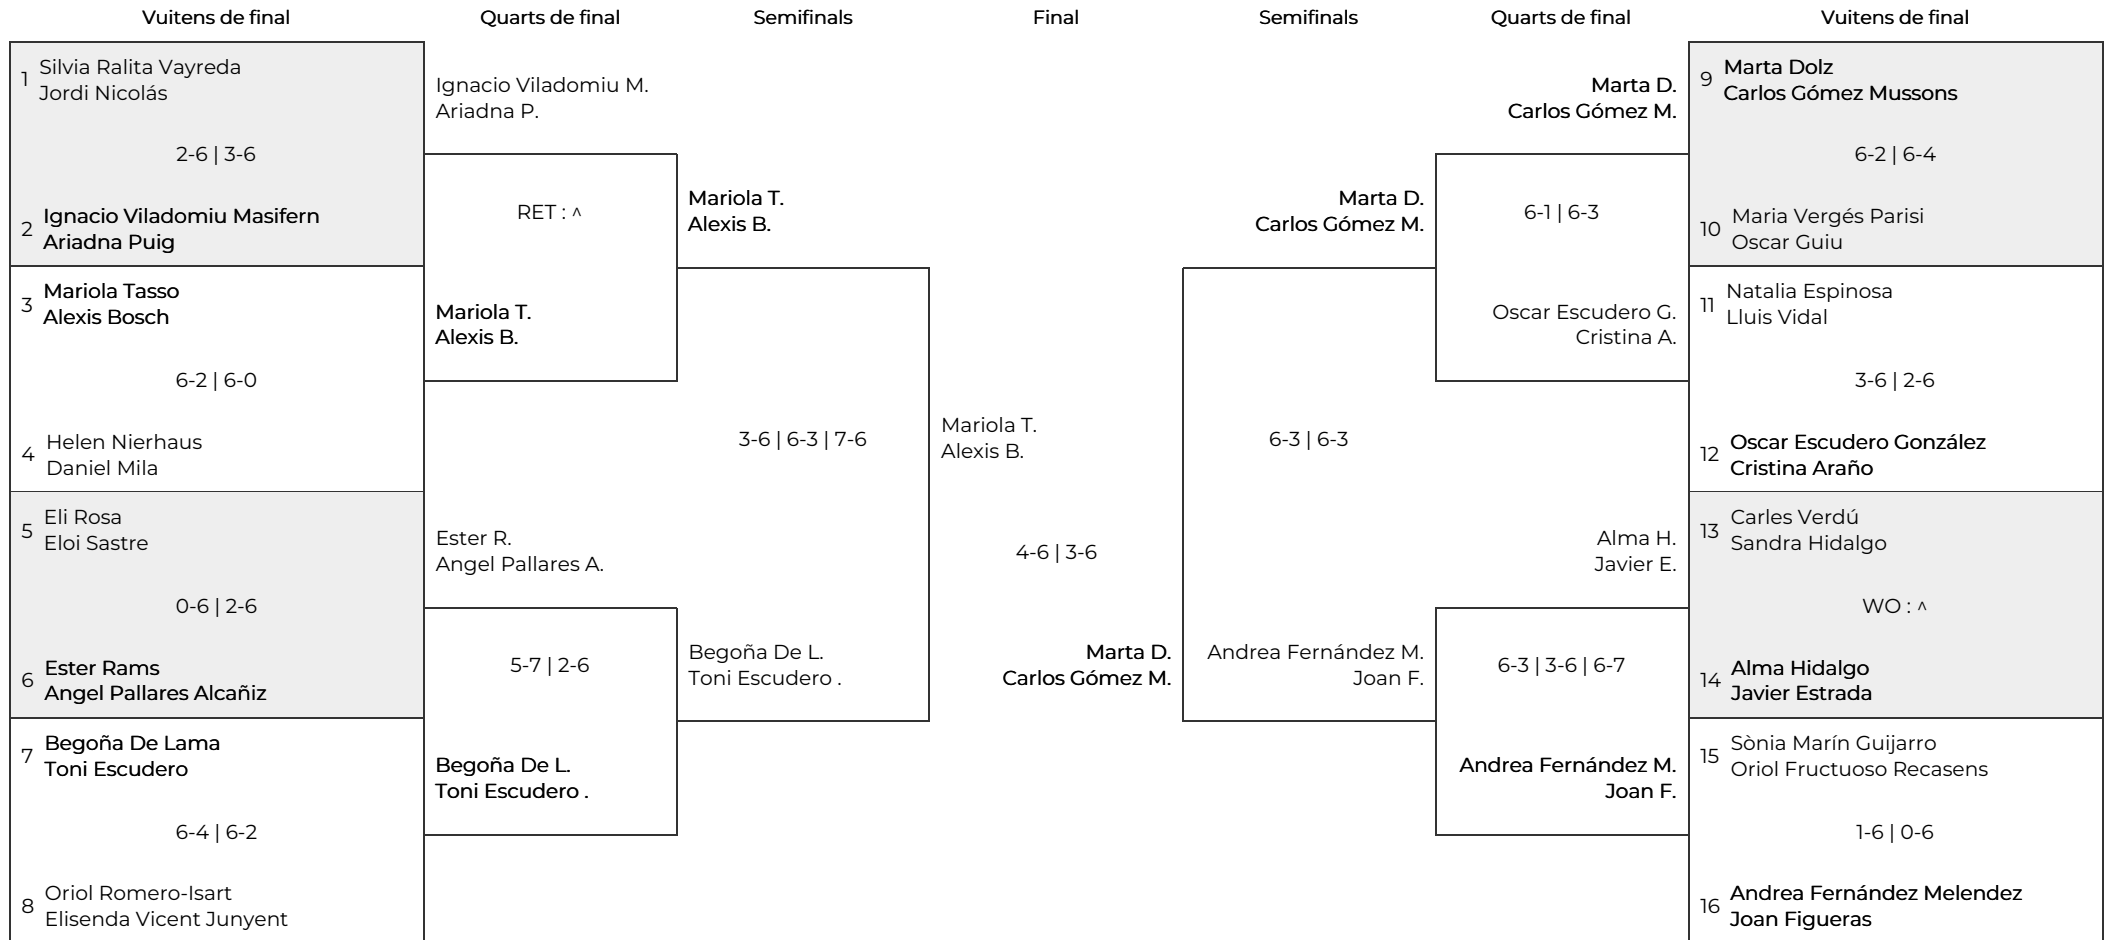 Vuitens de final
Quarts de final
Semifinals
Final
Semifinals
Quarts de final
Vuitens de final
1
Silvia Ralita Vayreda
Jordi Nicolás
2-6 | 3-6
2
Ignacio Viladomiu Masifern
Ariadna Puig
3
Mariola Tasso
Alexis Bosch
6-2 | 6-0
4
Helen Nierhaus
Daniel Mila
5
Eli Rosa
Eloi Sastre
0-6 | 2-6
6
Ester Rams
Angel Pallares Alcañiz
7
Begoña De Lama
Toni Escudero
6-4 | 6-2
8
Oriol Romero-Isart
Elisenda Vicent Junyent
Ignacio Viladomiu M.
Ariadna P.
RET : ^
Mariola T.
Alexis B.
Ester R.
Angel Pallares A.
5-7 | 2-6
Begoña De L.
Toni Escudero .
Mariola T.
Alexis B.
3-6 | 6-3 | 7-6
Begoña De L.
Toni Escudero .
Mariola T.
Alexis B.
4-6 | 3-6
Marta D.
Carlos Gómez M.
Marta D.
Carlos Gómez M.
6-3 | 6-3
Andrea Fernández M.
Joan F.
Marta D.
Carlos Gómez M.
6-1 | 6-3
Oscar Escudero G.
Cristina A.
Alma H.
Javier E.
6-3 | 3-6 | 6-7
Andrea Fernández M.
Joan F.
9
Marta Dolz
Carlos Gómez Mussons
6-2 | 6-4
10
Maria Vergés Parisi
Oscar Guiu
11
Natalia Espinosa
Lluis Vidal
3-6 | 2-6
12
Oscar Escudero González
Cristina Araño
13
Carles Verdú
Sandra Hidalgo
WO : ^
14
Alma Hidalgo
Javier Estrada
15
Sònia Marín Guijarro
Oriol Fructuoso Recasens
1-6 | 0-6
16
Andrea Fernández Melendez
Joan Figueras